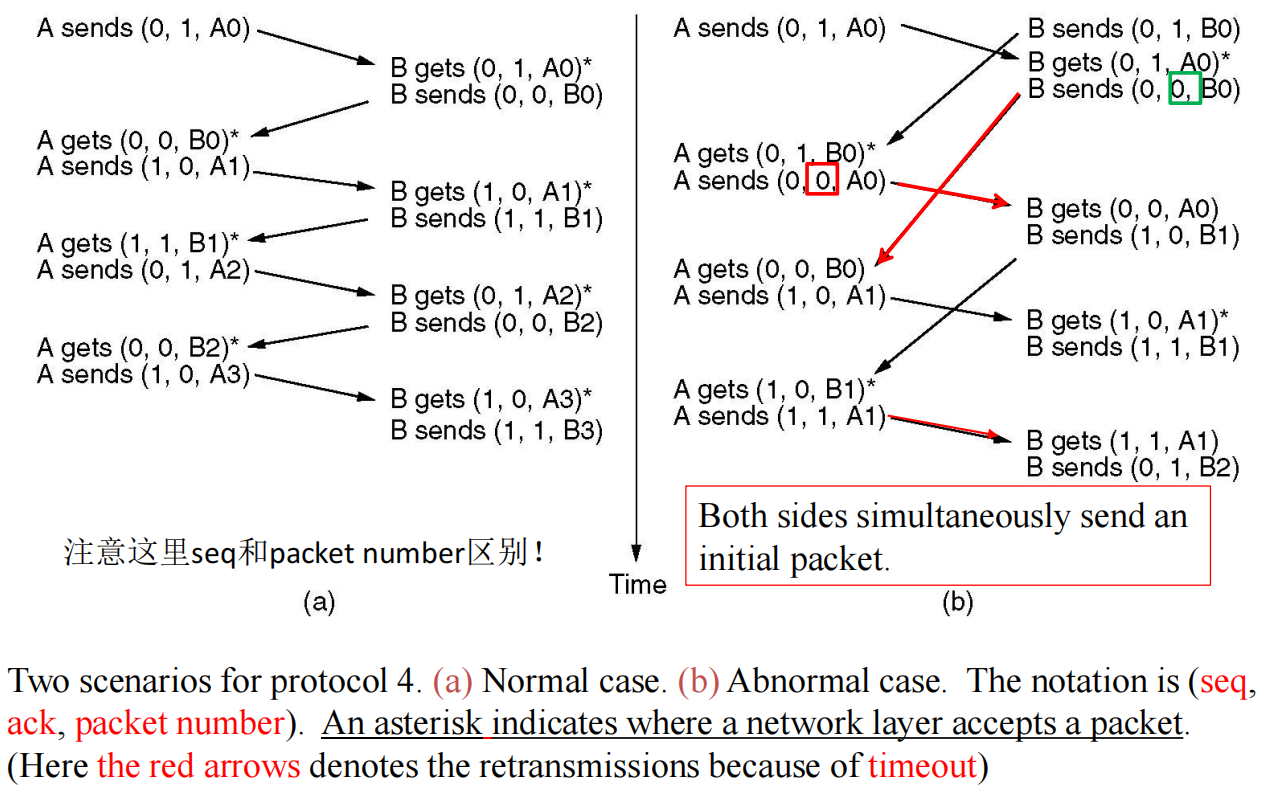 A sends (0, 1, A0)
B gets (0, 1, A0)*
B sends (0, 0, B0)
A gets (0, 0, B0)*
A sends (1, 0, A1)
B gets (1, 0, A1)*
B sends (1, 1, B1)
A gets (1, 1, B1)*
A sends (0, 1, A2)
B gets (0, 1, A2)*
B sends (0, 0, B2)
A gets (0, 0, B2)*
A sends (1, 0, A3)
B gets (1, 0, A3)*
B sends (1, 1, B3)
注意这里seq和packet number区别！
(a)
Time
A sends (0, 1, A0)
B sends (0, 1, B0)
B gets (0, 1, A0)*
B sends (0, 0, B0)
A gets (0, 1, B0)*
A sends (0, 0, A0)
B gets (0, 0, A0)
B sends (1, 0, B1)
A gets (0, 0, B0)
A sends (1, 0, A1)
B gets (1, 0, A1)*
B sends (1, 1, B1)
A gets (1, 0, B1)*
A sends (1, 1, A1)
B gets (1, 1, A1)
B sends (0, 1, B2)
Both sides simultaneously send an
initial packet.
(b)
Two scenarios for protocol 4. (a) Normal case. (b) Abnormal case. The notation is (seq,
ack, packet number). An asterisk indicates where a network layer accepts a packet.
(Here the red arrows denotes the retransmissions because of timeout)